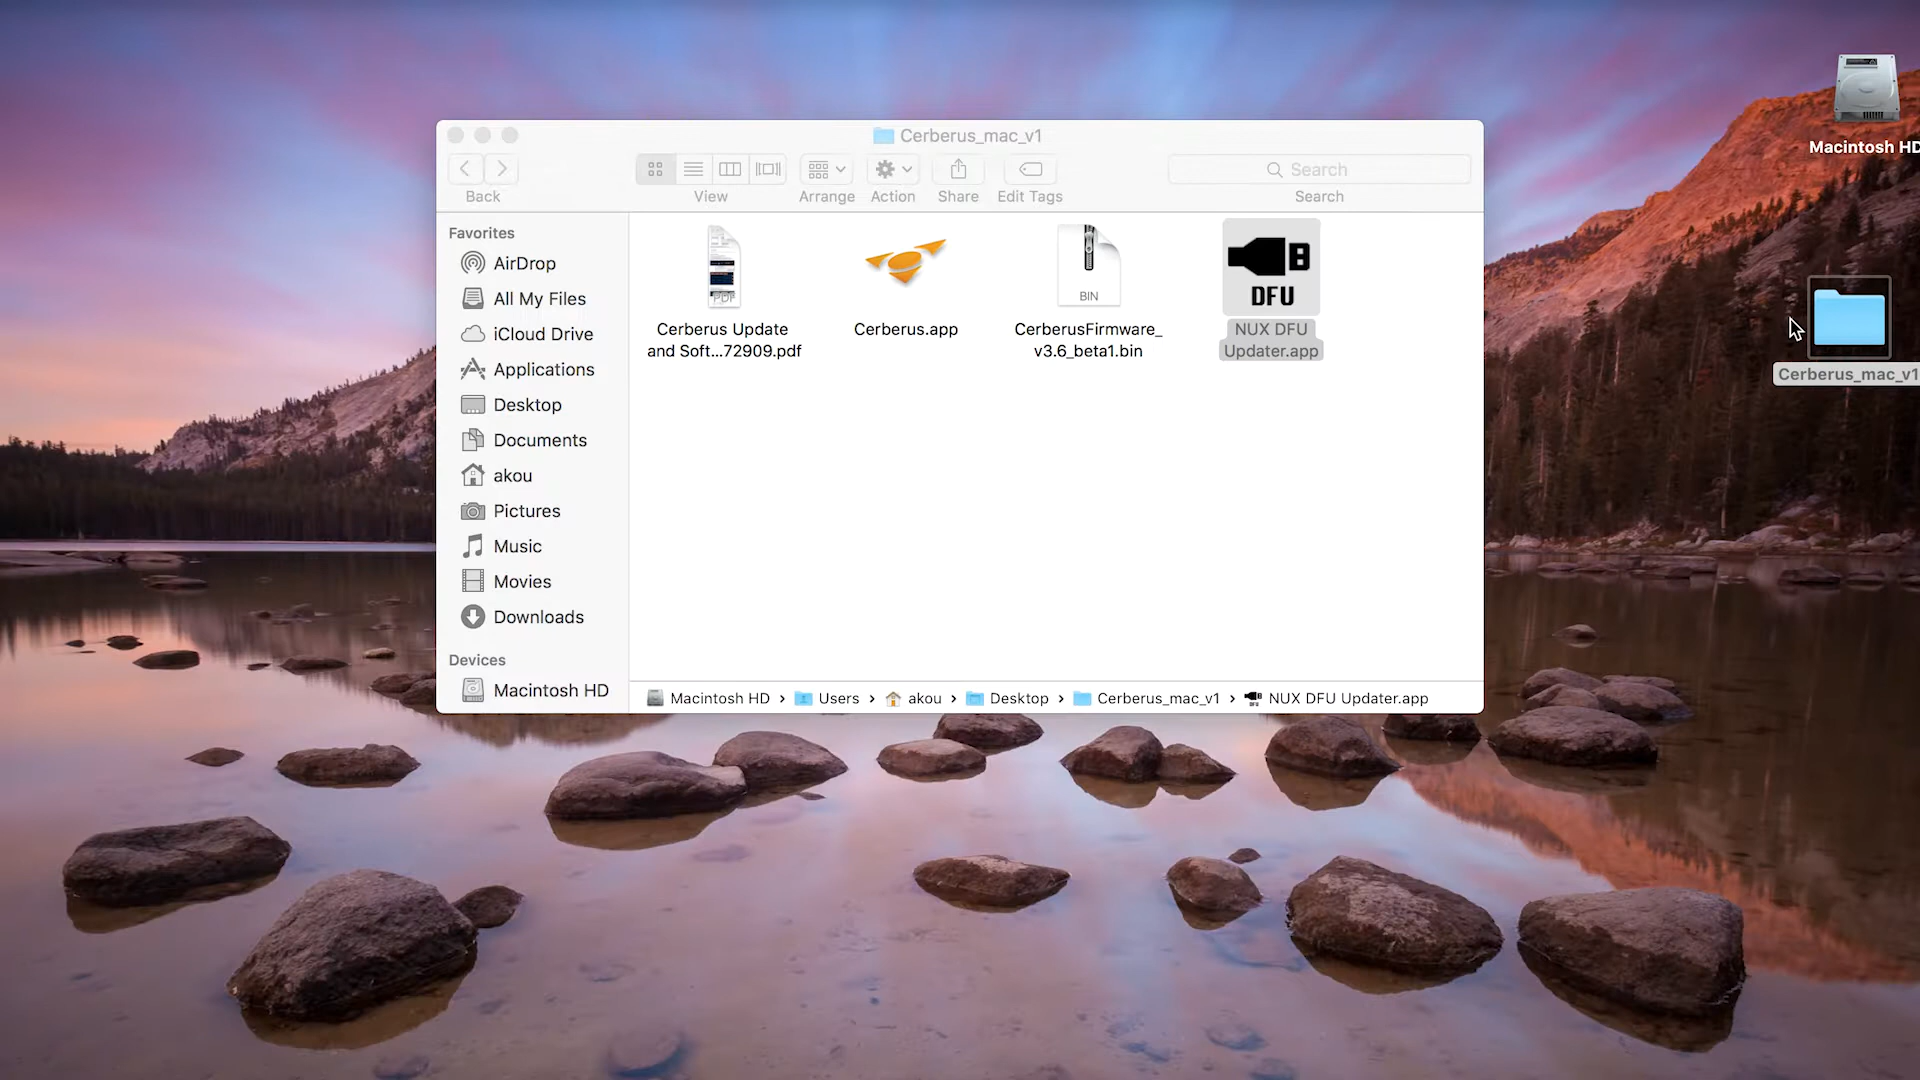 Cerberus_mac_v1
Search
Back
View
Arrange
Action
Share
Edit Tags
Search
Favorites
AirDrop
All My Files
iCloud Drive
Applications
Desktop
Documents
akou
Pictures
Music
Movies
Downloads
Devices
Macintosh HD
PDF
Cerberus Update
and Soft...72909.pdf
Cerberus.app
BIN
CerberusFirmware_
v3.6_beta1.bin
DFU
NUX DFU
Updater.app
Macintosh HD › Users › akou › Desktop › Cerberus_mac_v1 › NUX DFU Updater.app
Macintosh HD
Cerberus_mac_v1